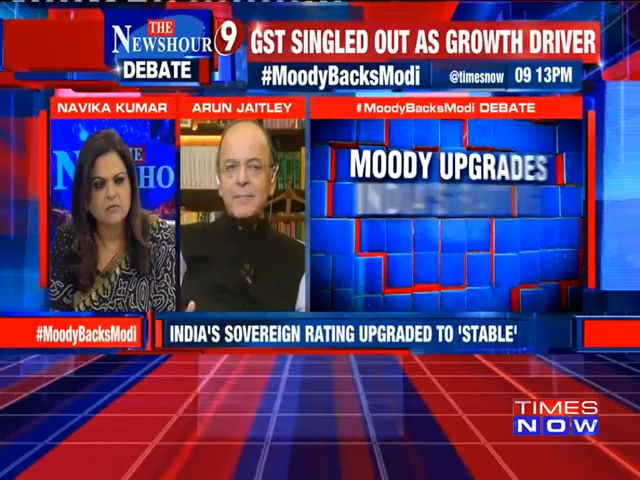 THE
NEWSHOUR 9
DEBATE
GST SINGLED OUT AS GROWTH DRIVER
#MoodyBacksModi @timesnow 09 13PM
NAVIKA KUMAR ARUN JAITLEY #MoodyBacksModi DEBATE
THE
MOODY UPGRADES
#MoodyBacksModi INDIA'S SOVEREIGN RATING UPGRADED TO 'STABLE'
TIMES
NOW